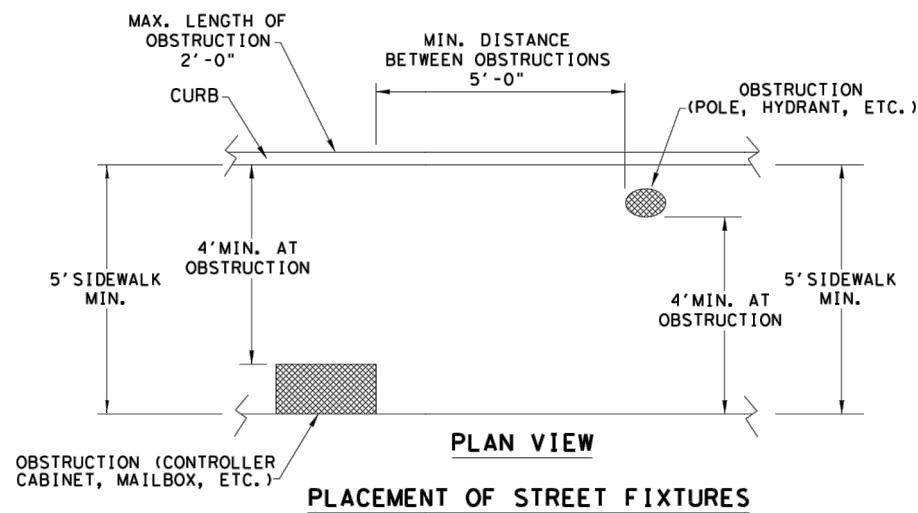 MAX. LENGTH OF
OBSTRUCTION
2'-0"
CURB
MIN. DISTANCE
BETWEEN OBSTRUCTIONS
5'-0"
OBSTRUCTION
(POLE, HYDRANT, ETC.)
5'SIDEWALK
MIN.
4'MIN. AT
OBSTRUCTION
4'MIN. AT
OBSTRUCTION
5'SIDEWALK
MIN.
OBSTRUCTION (CONTROLLER
CABINET, MAILBOX, ETC.)
PLAN VIEW
PLACEMENT OF STREET FIXTURES